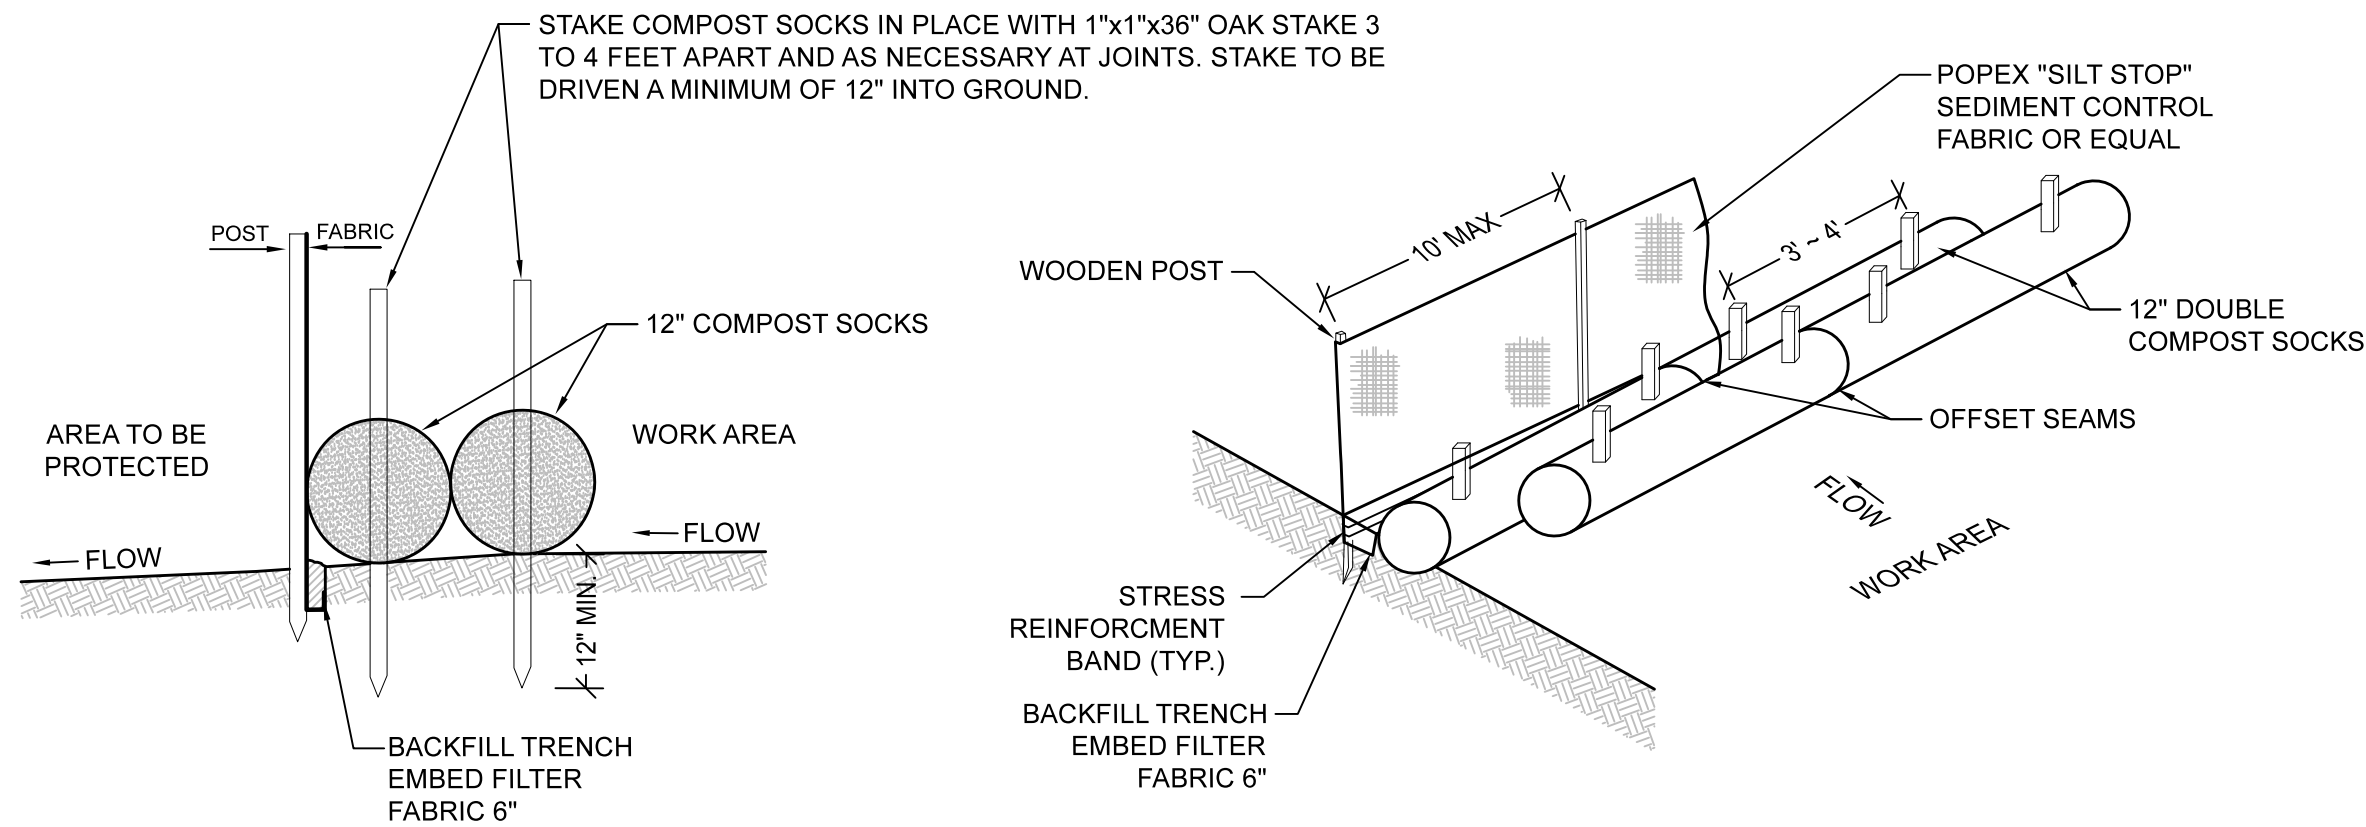 STAKE COMPOST SOCKS IN PLACE WITH 1"x1"x36" OAK STAKE 3
TO 4 FEET APART AND AS NECESSARY AT JOINTS. STAKE TO BE
DRIVEN A MINIMUM OF 12" INTO GROUND.
POST
FABRIC
12" COMPOST SOCKS
AREA TO BE
PROTECTED
WORK AREA
FLOW
FLOW
12" MIN.
BACKFILL TRENCH
EMBED FILTER
FABRIC 6"
POPEX "SILT STOP"
SEDIMENT CONTROL
FABRIC OR EQUAL
10' MAX
3' ~ 4'
WOODEN POST
12" DOUBLE
COMPOST SOCKS
OFFSET SEAMS
FLOW
WORK AREA
STRESS
REINFORCMENT
BAND (TYP.)
BACKFILL TRENCH
EMBED FILTER
FABRIC 6"